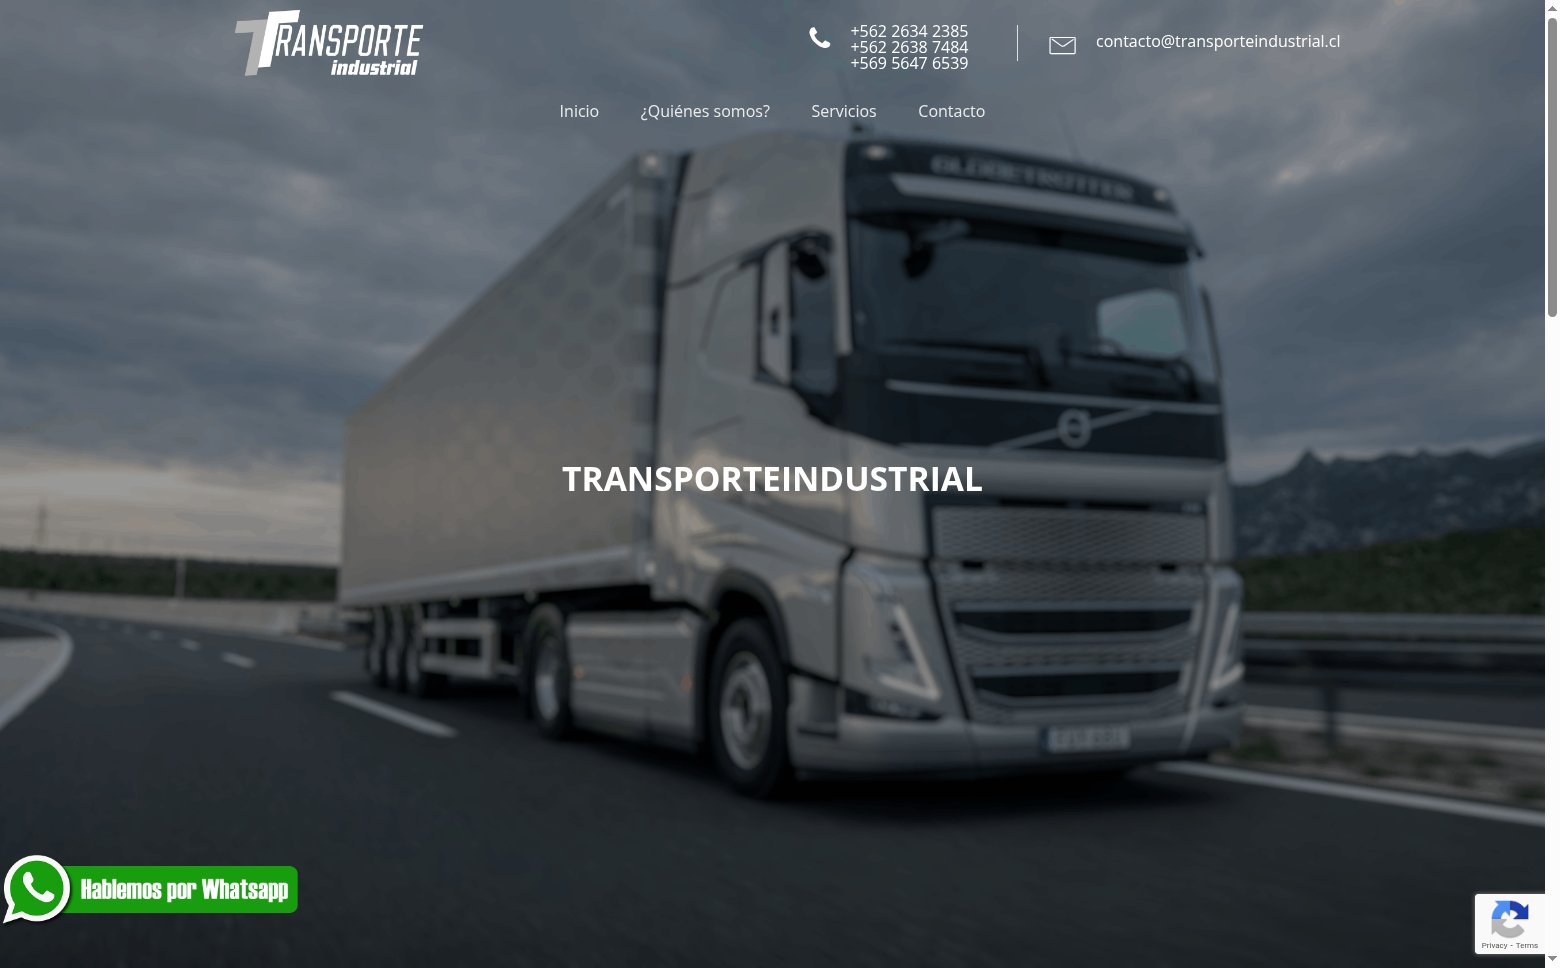 TRANSPORTE
industrial
+562 2634 2385
+562 2638 7484
+569 5647 6539
contacto@transporteindustrial.cl
Inicio
¿Quiénes somos?
Servicios
Contacto
GLOBETROTTER
TRANSPORTEINDUSTRIAL
Hablemos por Whatsapp
Privacy - Terms